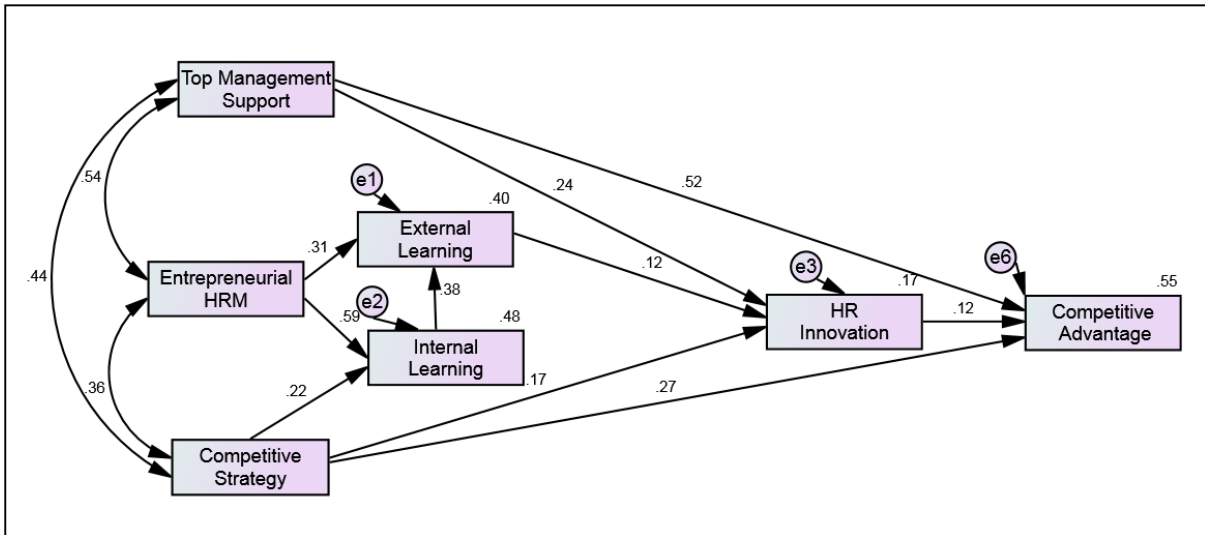 Top Management
Support
.54
.24
.52
e1
.40
External
Learning
.31
.12
.44
Entrepreneurial
HRM
.38
e2
.59
.48
Internal
Learning
e3
.17
HR
Innovation
e6
.55
.12
Competitive
Advantage
.36
.22
.17
.27
Competitive
Strategy